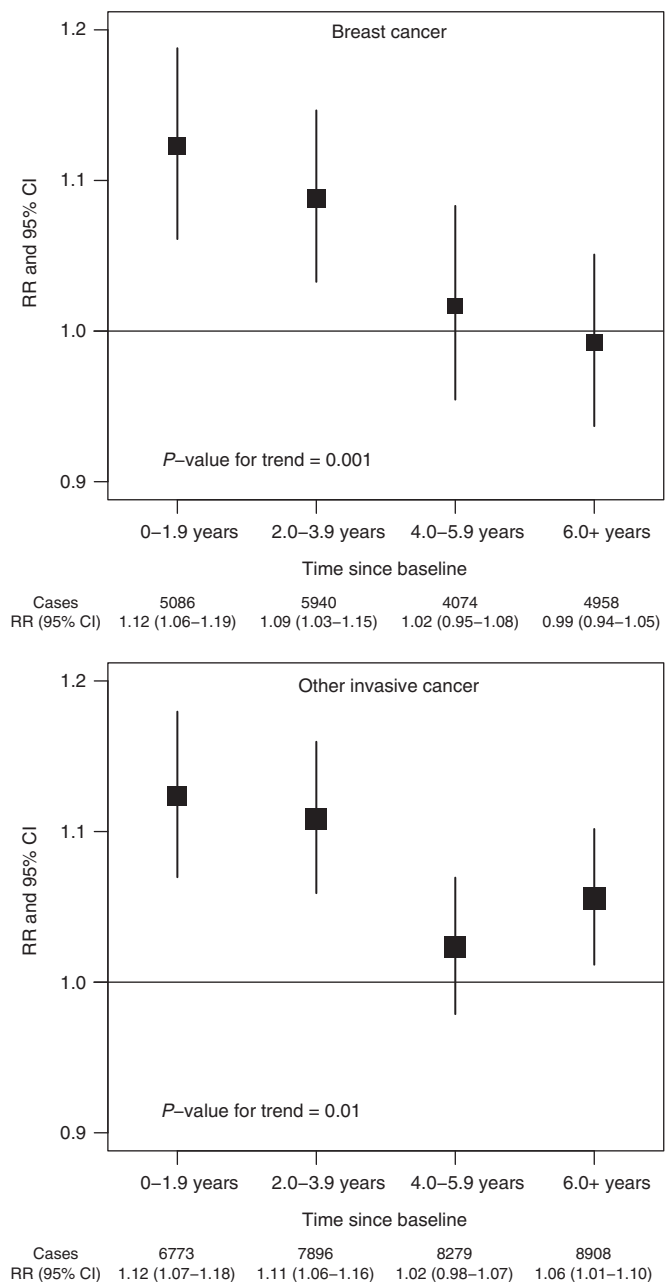 Breast cancer
1.2
1.1
1.0
0.9
RR and 95% CI
P–value for trend = 0.001
0–1.9 years 2.0–3.9 years 4.0–5.9 years 6.0+ years
Time since baseline
Cases 5086 5940 4074 4958
RR (95% CI) 1.12 (1.06–1.19) 1.09 (1.03–1.15) 1.02 (0.95–1.08) 0.99 (0.94–1.05)
Other invasive cancer
1.2
1.1
1.0
0.9
RR and 95% CI
P–value for trend = 0.01
0–1.9 years 2.0–3.9 years 4.0–5.9 years 6.0+ years
Time since baseline
Cases 6773 7896 8279 8908
RR (95% CI) 1.12 (1.07–1.18) 1.11 (1.06–1.16) 1.02 (0.98–1.07) 1.06 (1.01–1.10)